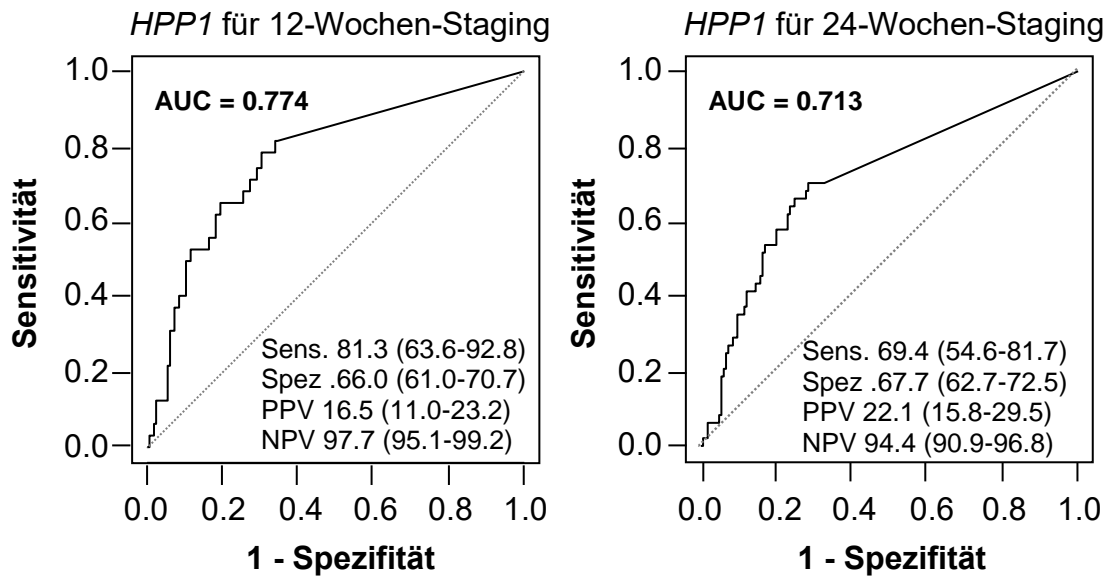 HPP1 für 12-Wochen-Staging
AUC = 0.774
Sensitivität
1.0
0.8
0.6
0.4
0.2
0.0
Sens. 81.3 (63.6-92.8)
Spez .66.0 (61.0-70.7)
PPV 16.5 (11.0-23.2)
NPV 97.7 (95.1-99.2)
0.0 0.2 0.4 0.6 0.8 1.0
1 - Spezifität
HPP1 für 24-Wochen-Staging
AUC = 0.713
Sensitivität
1.0
0.8
0.6
0.4
0.2
0.0
Sens. 69.4 (54.6-81.7)
Spez .67.7 (62.7-72.5)
PPV 22.1 (15.8-29.5)
NPV 94.4 (90.9-96.8)
0.0 0.2 0.4 0.6 0.8 1.0
1 - Spezifität